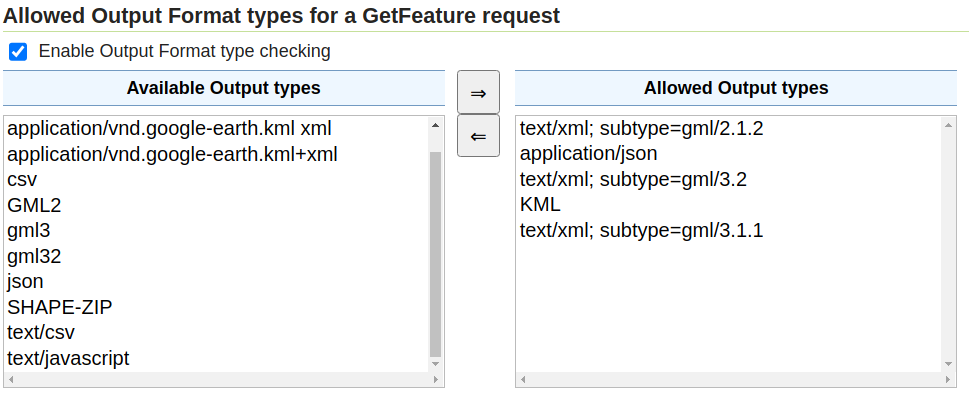 Allowed Output Format types for a GetFeature request
Enable Output Format type checking
Available Output types
application/vnd.google-earth.kml xml
application/vnd.google-earth.kml+xml
csv
GML2
gml3
gml32
json
SHAPE-ZIP
text/csv
text/javascript
⇒
⇐
Allowed Output types
text/xml; subtype=gml/2.1.2
application/json
text/xml; subtype=gml/3.2
KML
text/xml; subtype=gml/3.1.1